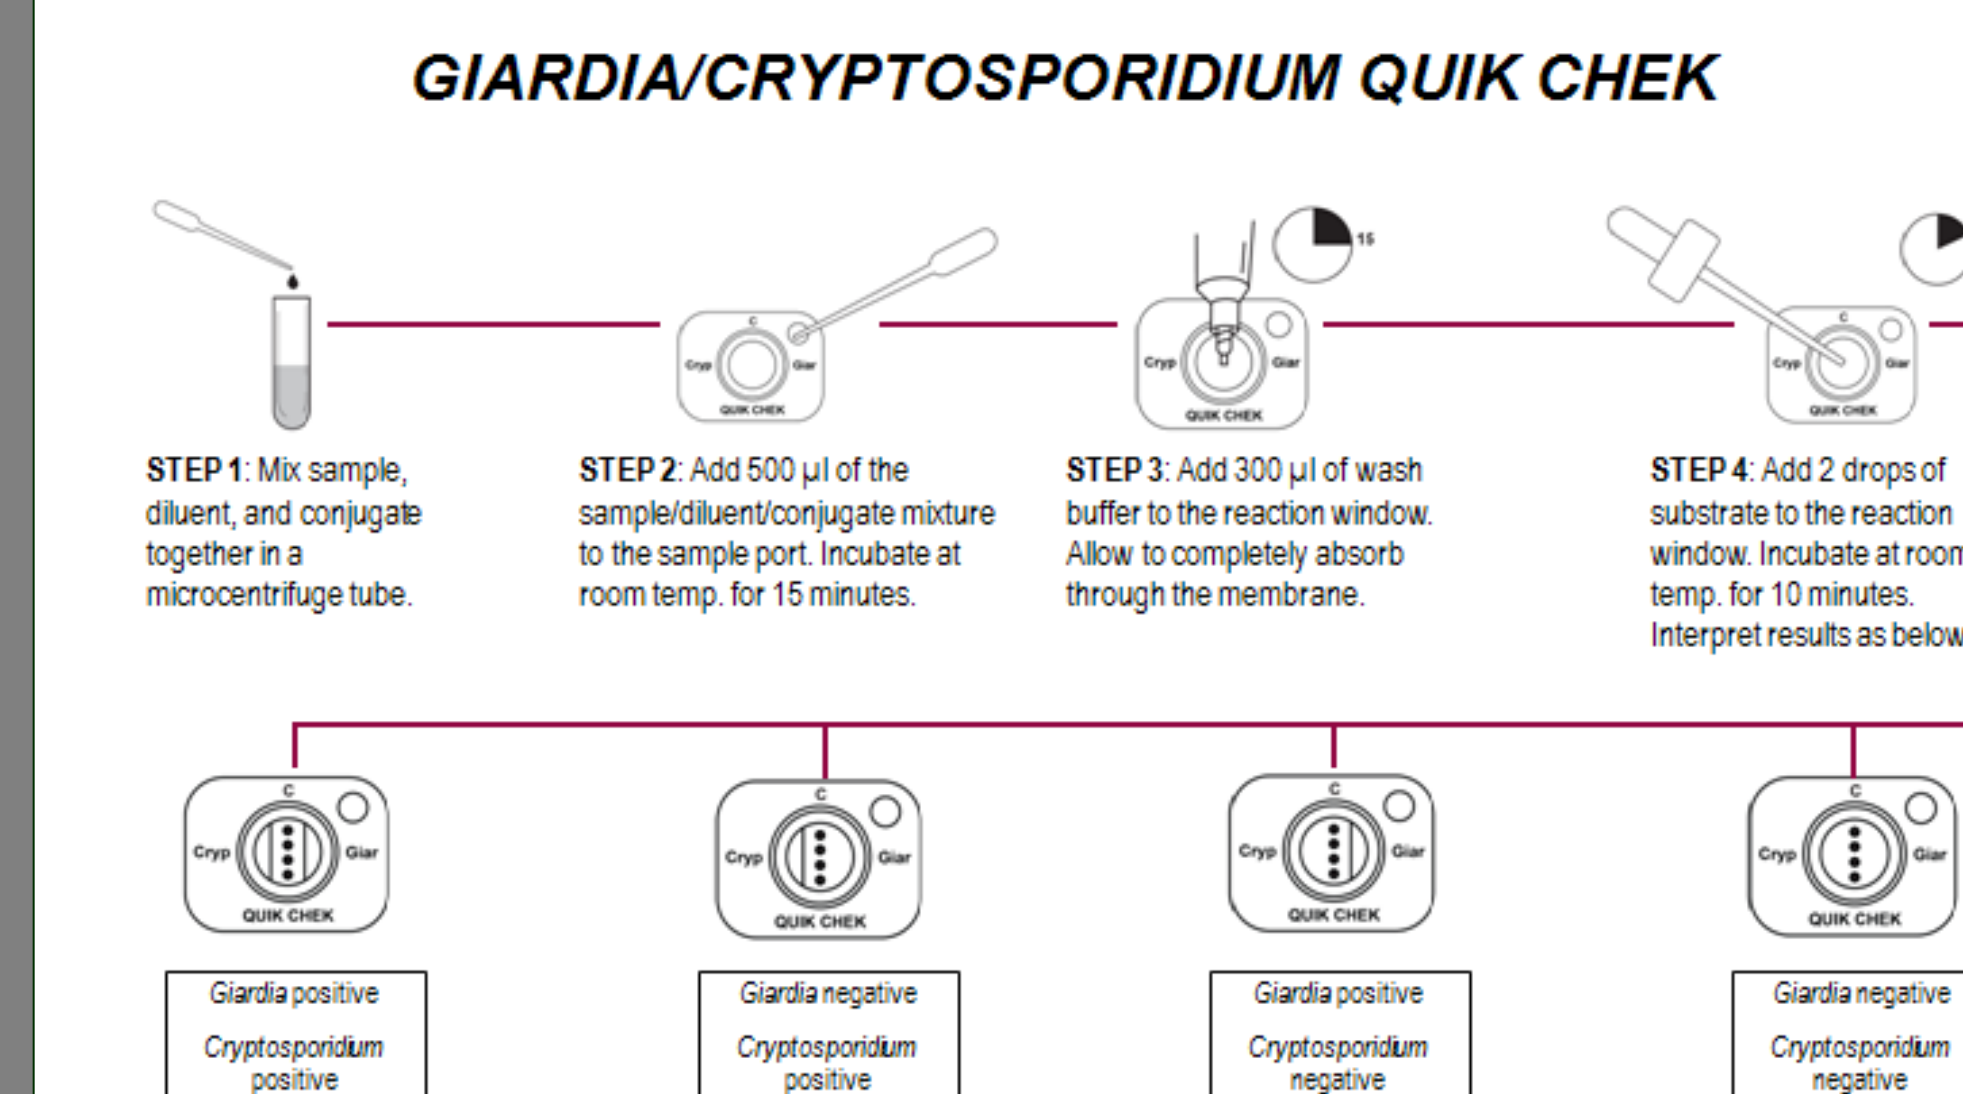 GIARDIA/CRYPTOSPORIDIUM QUIK CHEK
15
C
Cryp
Giar
QUIK CHEK
Cryp
Giar
QUIK CHEK
C
Cryp
Giar
QUIK CHEK
STEP 1: Mix sample,
diluent, and conjugate
together in a
microcentrifuge tube.
STEP 2: Add 500 µl of the
sample/diluent/conjugate mixture
to the sample port. Incubate at
room temp. for 15 minutes.
STEP 3: Add 300 µl of wash
buffer to the reaction window.
Allow to completely absorb
through the membrane.
STEP 4: Add 2 drops of
substrate to the reaction
window. Incubate at room
temp. for 10 minutes.
Interpret results as below
C
Cryp
Giar
QUIK CHEK
C
Cryp
Giar
QUIK CHEK
C
Cryp
Giar
QUIK CHEK
C
Cryp
Giar
QUIK CHEK
Giardia positive
Cryptosporidium
positive
Giardia negative
Cryptosporidium
positive
Giardia positive
Cryptosporidium
negative
Giardia negative
Cryptosporidium
negative